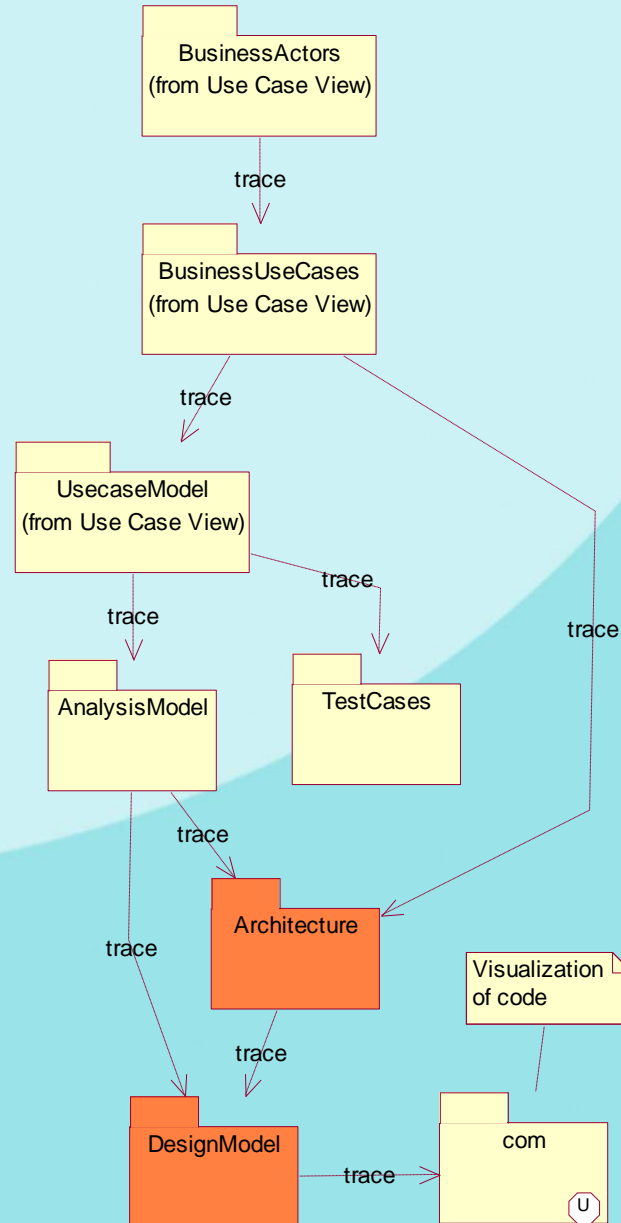 BusinessActors
(from Use Case View)
trace
BusinessUseCases
(from Use Case View)
trace
UsecaseModel
(from Use Case View)
trace
trace
trace
AnalysisModel
TestCases
trace
Architecture
trace
Visualization
of code
trace
DesignModel
com
trace
U